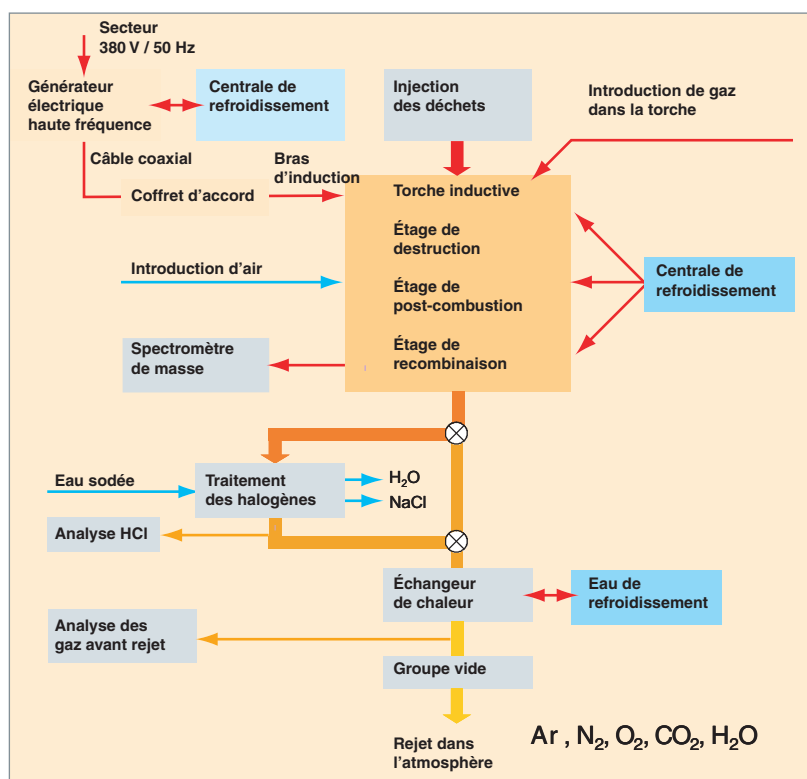 Secteur
380 V / 50 Hz
Générateur
électrique
haute fréquence
Centrale de
refroidissement
Injection
des déchets
Introduction de gaz
dans la torche
Câble coaxial
Bras
d'induction
Coffret d'accord
Torche inductive
Étage de
destruction
Introduction d'air
Étage de
post-combustion
Centrale de
refroidissement
Spectromètre
de masse
Étage de
recombinaison
Eau sodée
Traitement
des halogènes
H₂O
NaCl
Analyse HCl
Échangeur
de chaleur
Eau de
refroidissement
Analyse des
gaz avant rejet
Groupe vide
Rejet dans
l'atmosphère
Ar , N₂, O₂, CO₂, H₂O